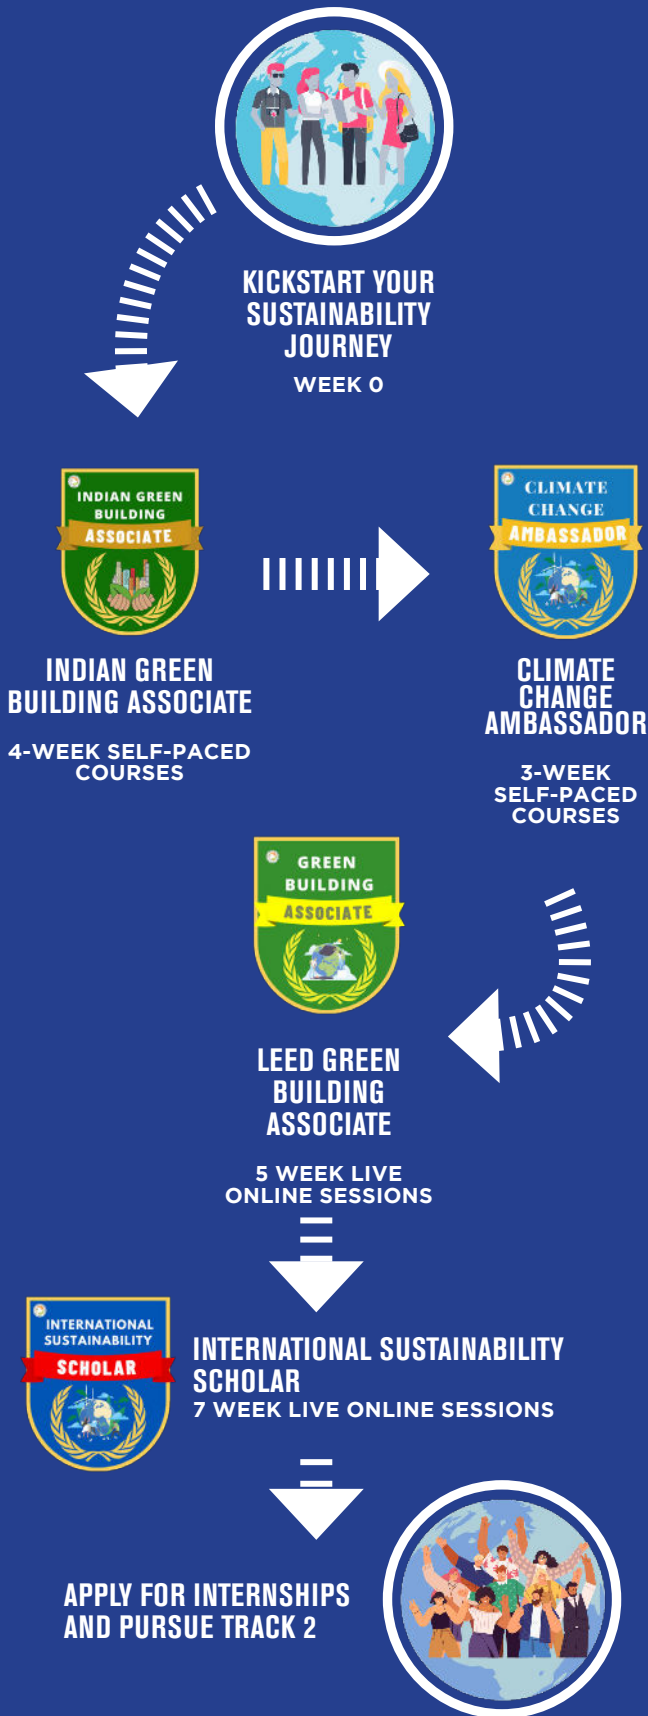 KICKSTART YOUR
SUSTAINABILITY
JOURNEY
WEEK 0
INDIAN GREEN
BUILDING
ASSOCIATE
INDIAN GREEN
BUILDING ASSOCIATE
4-WEEK SELF-PACED
COURSES
CLIMATE
CHANGE
AMBASSADOR
CLIMATE
CHANGE
AMBASSADOR
3-WEEK
SELF-PACED
COURSES
GREEN
BUILDING
ASSOCIATE
LEED GREEN
BUILDING
ASSOCIATE
5 WEEK LIVE
ONLINE SESSIONS
INTERNATIONAL
SUSTAINABILITY
SCHOLAR
INTERNATIONAL SUSTAINABILITY
SCHOLAR
7 WEEK LIVE ONLINE SESSIONS
APPLY FOR INTERNSHIPS
AND PURSUE TRACK 2